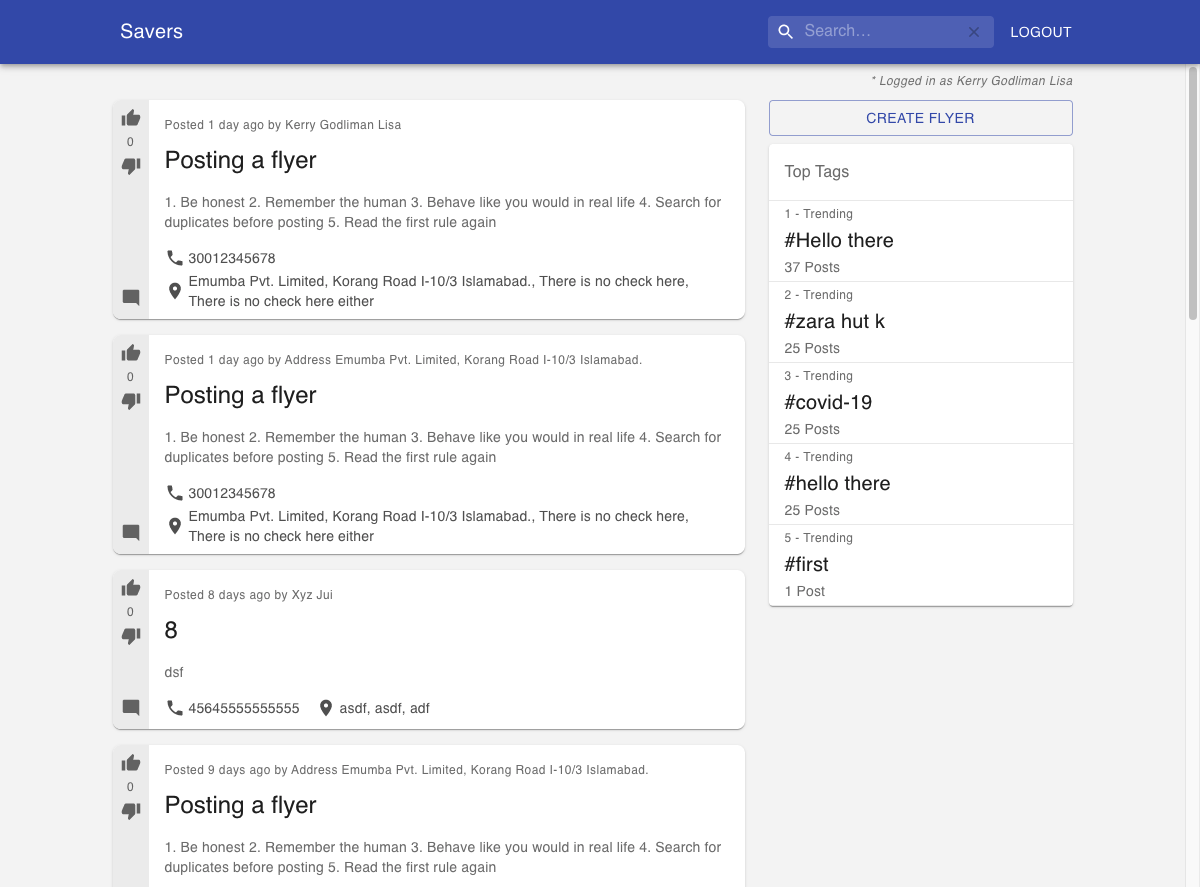 Savers
Search…
LOGOUT
* Logged in as Kerry Godliman Lisa
0
Posted 1 day ago by Kerry Godliman Lisa
Posting a flyer
1. Be honest 2. Remember the human 3. Behave like you would in real life 4. Search for
duplicates before posting 5. Read the first rule again
30012345678
Emumba Pvt. Limited, Korang Road I-10/3 Islamabad., There is no check here,
There is no check here either
0
Posted 1 day ago by Address Emumba Pvt. Limited, Korang Road I-10/3 Islamabad.
Posting a flyer
1. Be honest 2. Remember the human 3. Behave like you would in real life 4. Search for
duplicates before posting 5. Read the first rule again
30012345678
Emumba Pvt. Limited, Korang Road I-10/3 Islamabad., There is no check here,
There is no check here either
0
Posted 8 days ago by Xyz Jui
8
dsf
45645555555555
asdf, asdf, adf
0
Posted 9 days ago by Address Emumba Pvt. Limited, Korang Road I-10/3 Islamabad.
Posting a flyer
1. Be honest 2. Remember the human 3. Behave like you would in real life 4. Search for
duplicates before posting 5. Read the first rule again
CREATE FLYER
Top Tags
1 - Trending
#Hello there
37 Posts
2 - Trending
#zara hut k
25 Posts
3 - Trending
#covid-19
25 Posts
4 - Trending
#hello there
25 Posts
5 - Trending
#first
1 Post